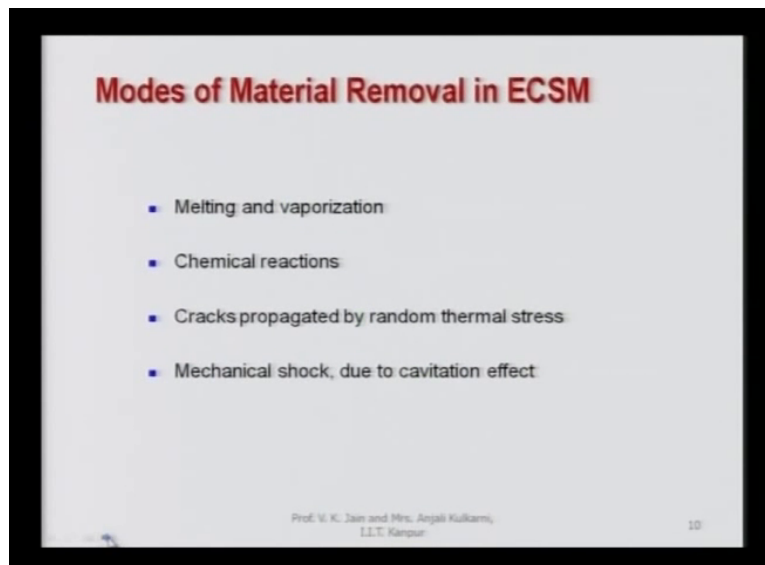 Modes of Material Removal in ECSM
Melting and vaporization
Chemical reactions
Cracks propagated by random thermal stress
Mechanical shock, due to cavitation effect
Prof. V. K. Jain and Mrs. Anjali Kulkarni,
I.I.T. Kanpur
10